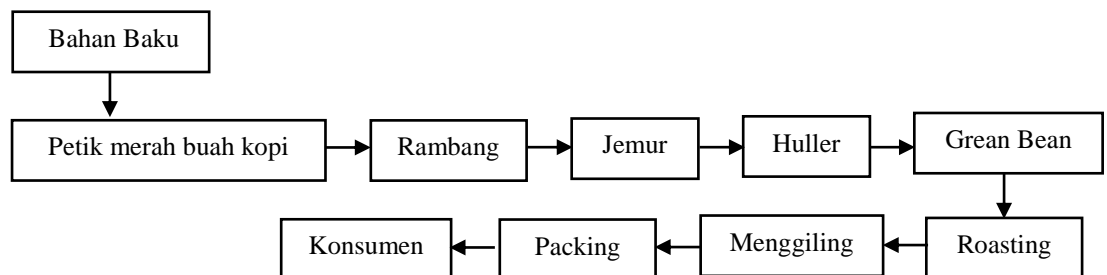 Bahan Baku
Petik merah buah kopi
Rambang
Jemur
Huller
Grean Bean
Roasting
Menggiling
Packing
Konsumen